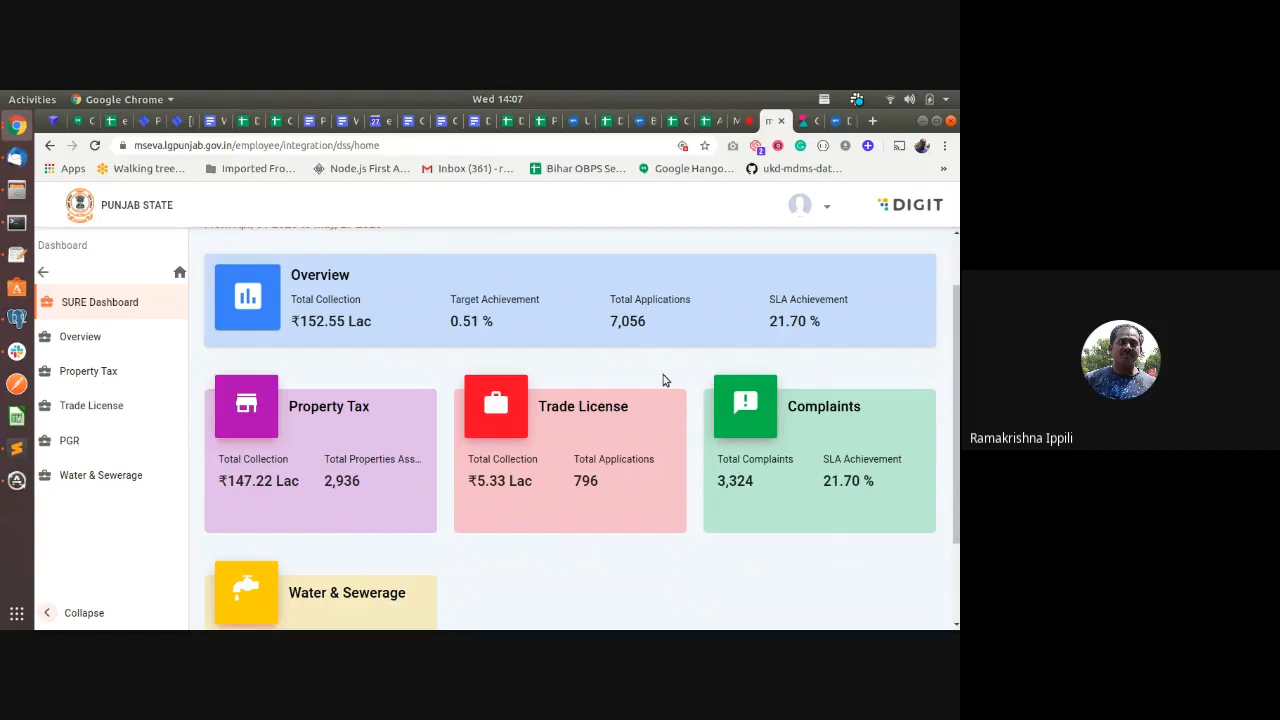 Activities Google Chrome Wed 14:07
mseva.lgpunjab.gov.in/employee/integration/dss/home
Apps Walking tree... Imported Fro... Node.js First A... Inbox (361) - r... Bihar OBPS Se... Google Hango... ukd-mdms-dat... »
PUNJAB STATE DIGIT
Dashboard
SURE Dashboard
Overview
Property Tax
Trade License
PGR
Water & Sewerage
Collapse
Overview
Total Collection Target Achievement Total Applications SLA Achievement
₹152.55 Lac 0.51 % 7,056 21.70 %
Property Tax
Total Collection Total Properties Ass...
₹147.22 Lac 2,936
Trade License
Total Collection Total Applications
₹5.33 Lac 796
Complaints
Total Complaints SLA Achievement
3,324 21.70 %
Water & Sewerage
Ramakrishna Ippili